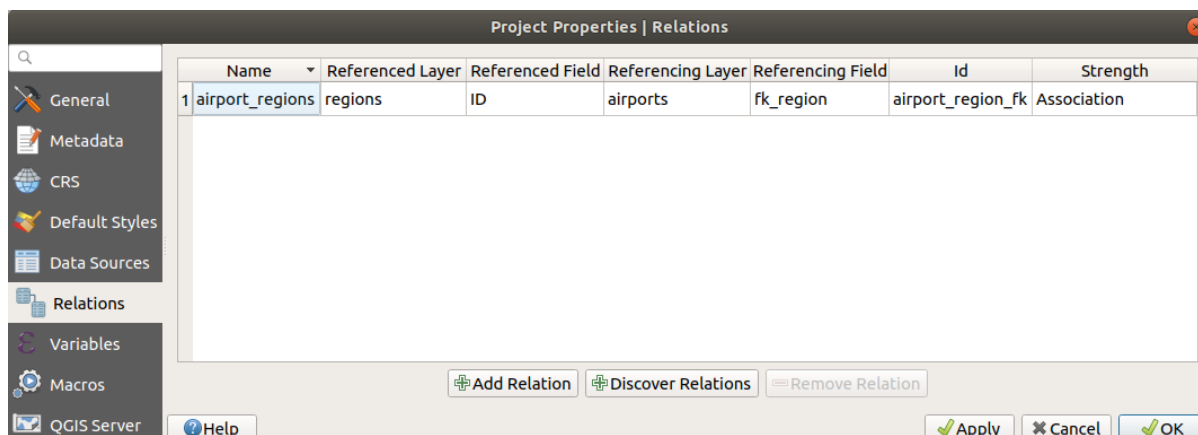 Project Properties | Relations
General
Metadata
CRS
Default Styles
Data Sources
Relations
Variables
Macros
QGIS Server
Name Referenced Layer Referenced Field Referencing Layer Referencing Field Id Strength
1 airport_regions regions ID airports fk_region airport_region_fk Association
Add Relation Discover Relations Remove Relation
Help Apply Cancel OK